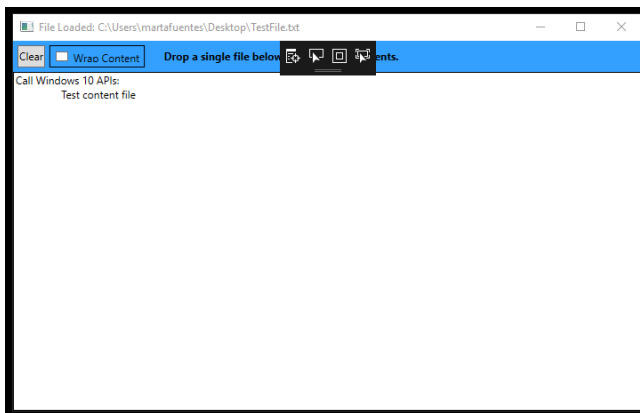 File Loaded: C:\Users\martafuentes\Desktop\TestFile.txt
Clear Wrap Content Drop a single file below ents.
Call Windows 10 APIs:
Test content file